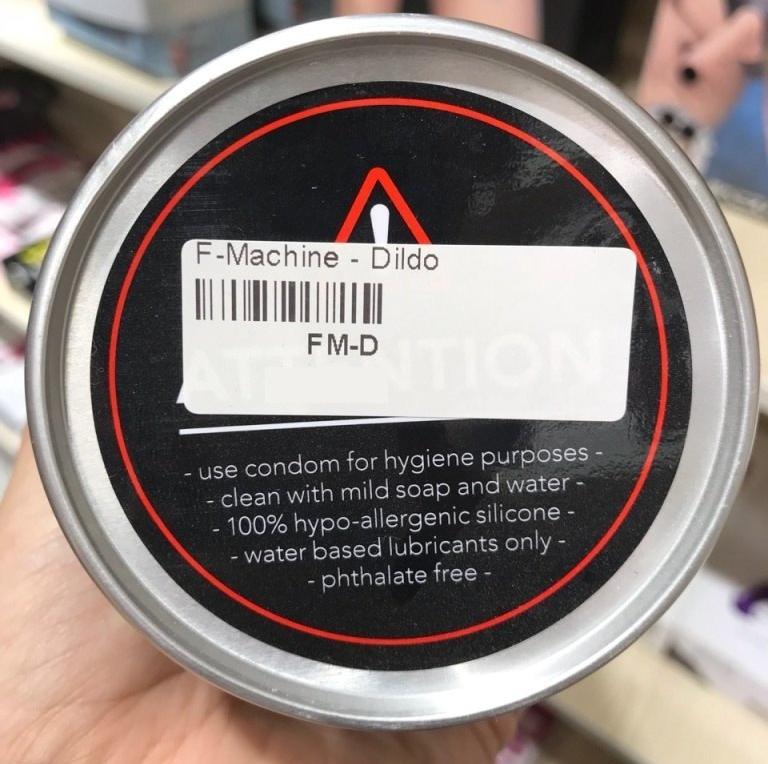 F-Machine - Dildo
FM-D
ATTENTION
- use condom for hygiene purposes -
- clean with mild soap and water -
- 100% hypo-allergenic silicone -
- water based lubricants only -
- phthalate free -